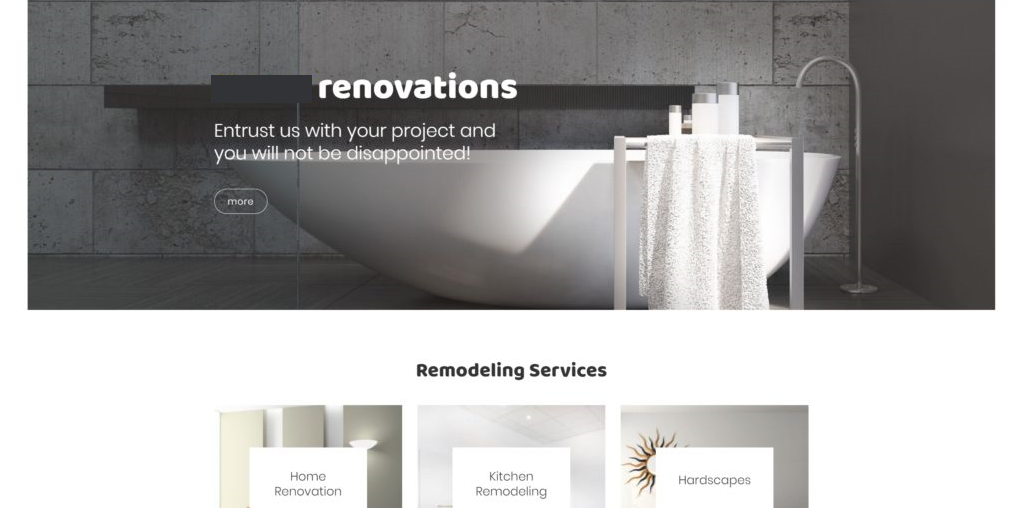 renovations
Entrust us with your project and
you will not be disappointed!
more
Remodeling Services
Home
Renovation
Kitchen
Remodeling
Hardscapes